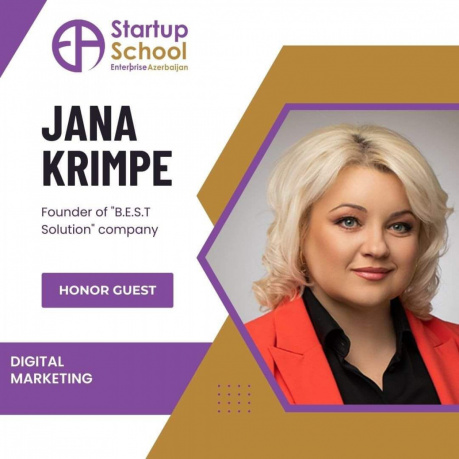 Startup
School
Enterprise Azerbaijan
JANA
KRIMPE
Founder of "B.E.S.T
Solution" company
HONOR GUEST
DIGITAL
MARKETING